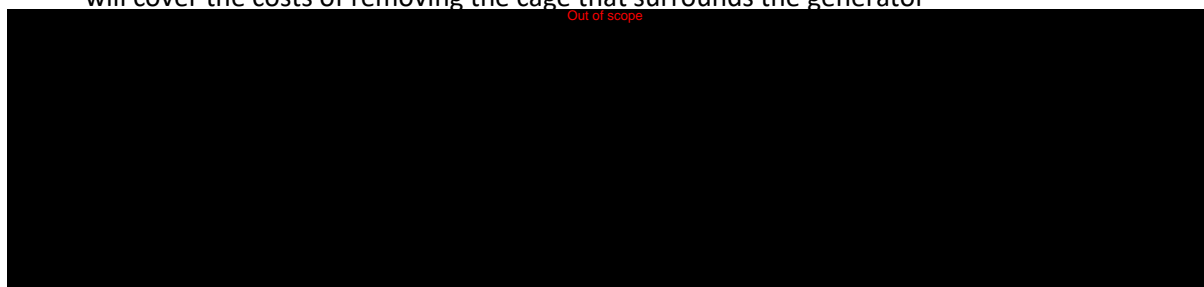 will cover the costs of removing the cage that surrounds the generator
Out of scope